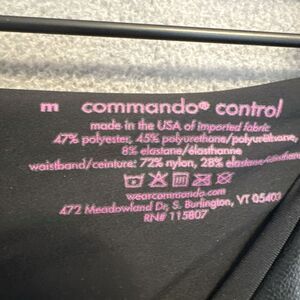 m commando® control
made in the USA of imported fabric
47% polyester, 45% polyurethane/polyuréthane,
8% elastane/élasthanne
waistband/ceinture: 72% nylon, 28% elastane/
wearcommando.com
472 Meadowland Dr, S. Burlington, VT 05403
RN# 115807